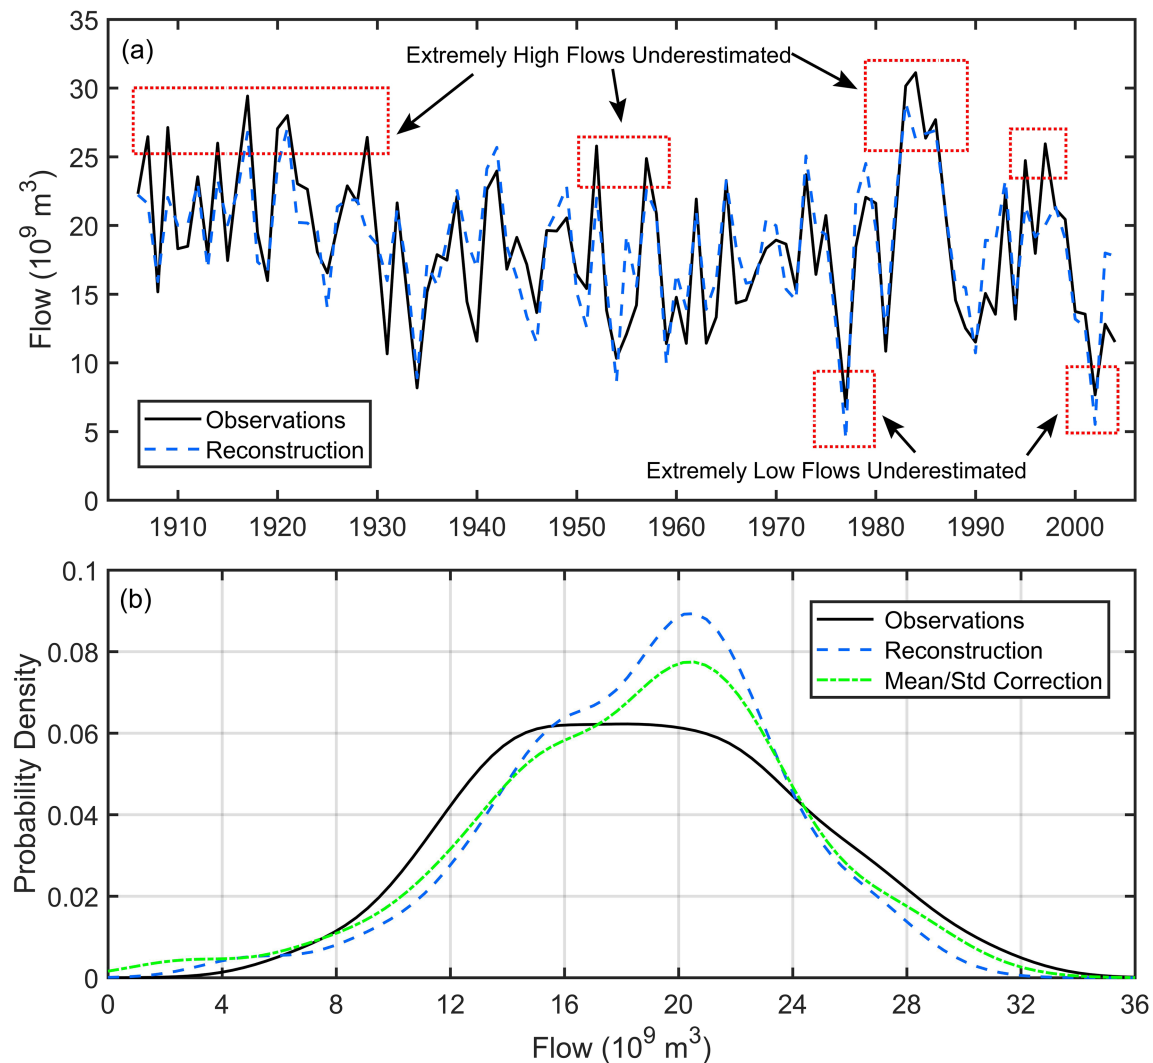 35
(a)
Extremely High Flows Underestimated
30
25
20
15
10
5
0
Flow (10⁹ m³)
Observations
Reconstruction
Extremely Low Flows Underestimated
1910 1920 1930 1940 1950 1960 1970 1980 1990 2000
0.1
(b)
0.08
0.06
0.04
0.02
0
Probability Density
Observations
Reconstruction
Mean/Std Correction
0 4 8 12 16 20 24 28 32 36
Flow (10⁹ m³)